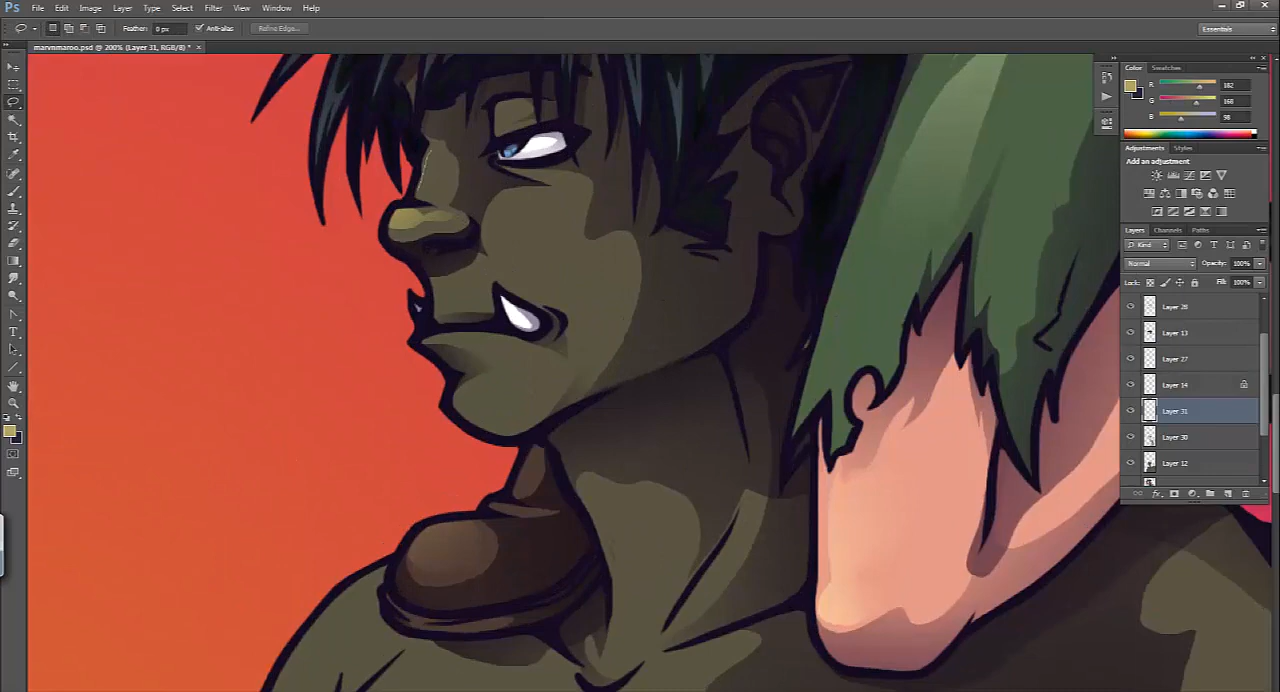 Ps File Edit Image Layer Type Select Filter View Window Help
Feather: 0 px Anti-alias Refine Edge... Essentials
marvnmaroo.psd @ 200% (Layer 31, RGB/8) * ×
Color Swatches
R 182
G 168
B 98
Adjustments Styles
Add an adjustment
Layers Channels Paths
Kind
Normal Opacity: 100%
Lock: Fill: 100%
Layer 28
Layer 13
Layer 27
Layer 14
Layer 31
Layer 30
Layer 12